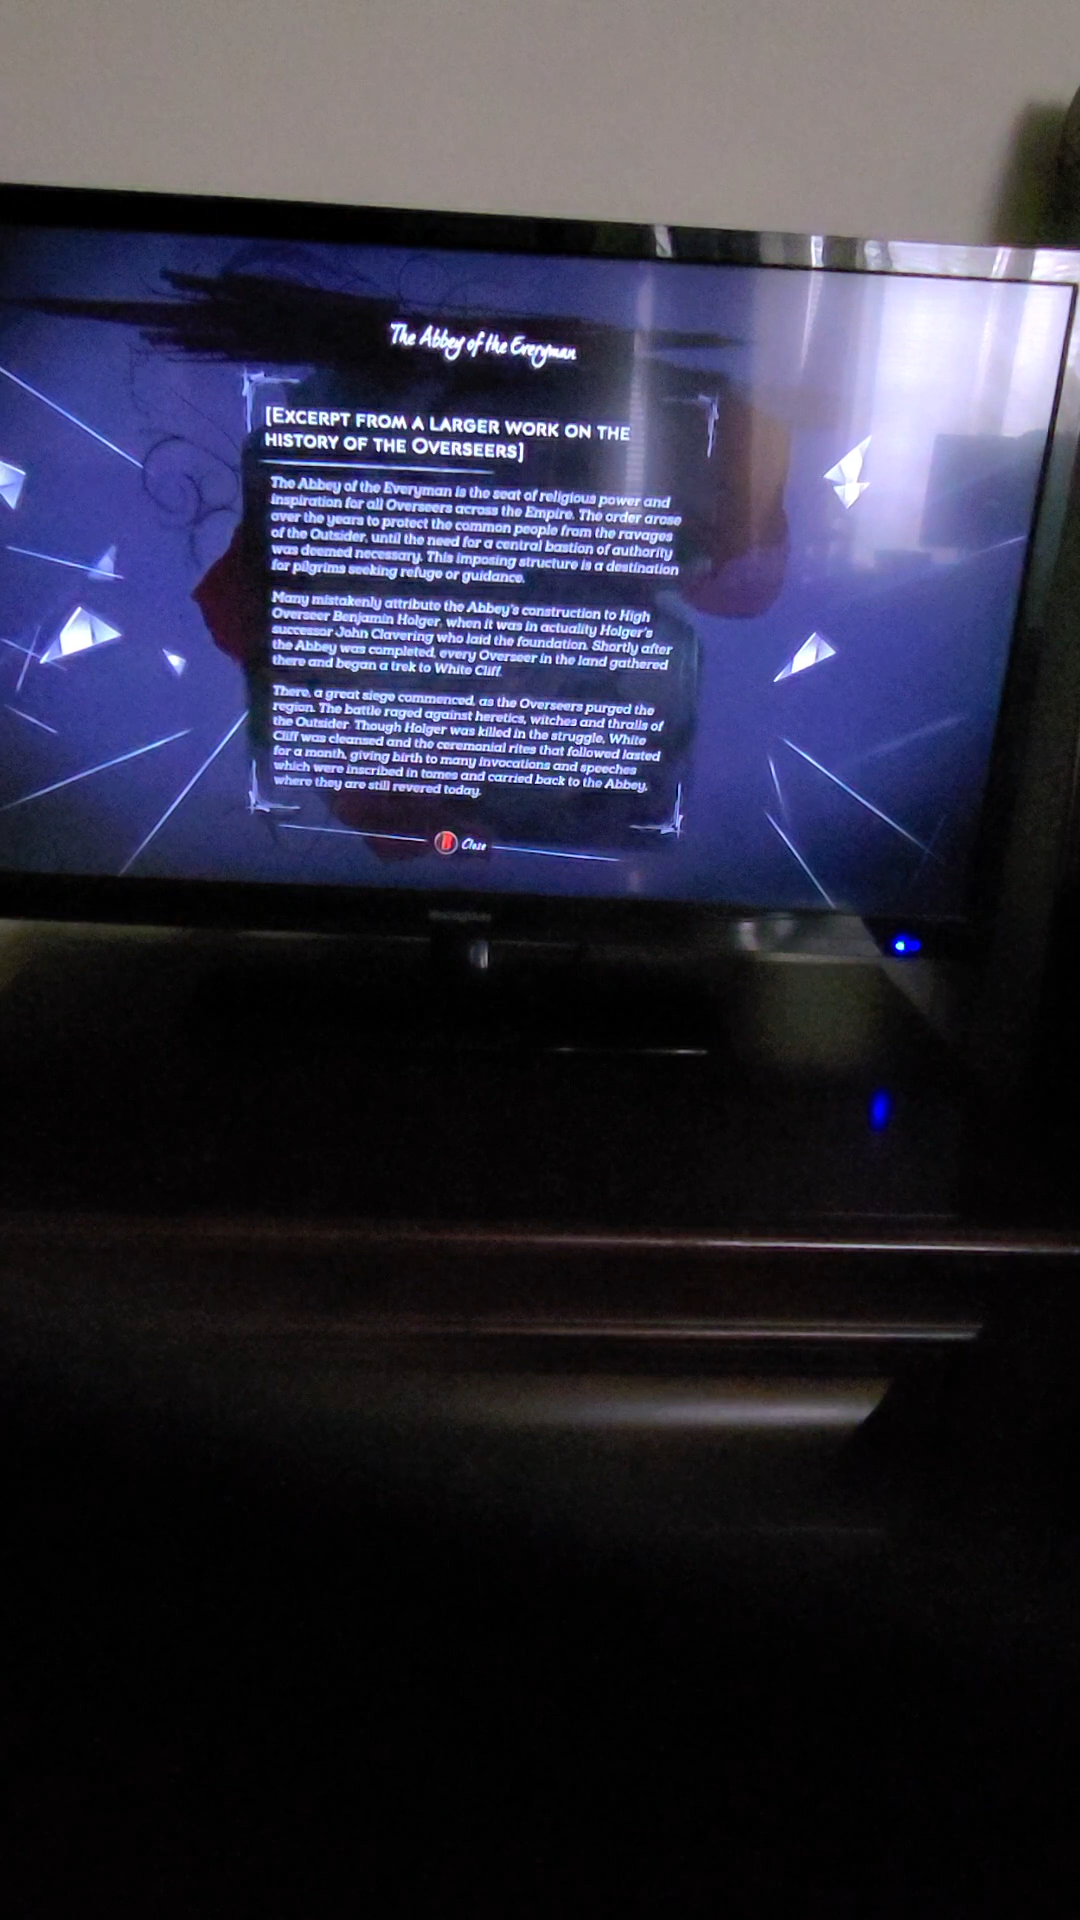 The Abbey of the Everyman
[Excerpt from a larger work on the
history of the Overseers]
The Abbey of the Everyman is the seat of religious power and
inspiration for all Overseers across the Empire. The order arose
over the years to protect the common people from the ravages
of the Outsider, until the need for a central bastion of authority
was deemed necessary. This imposing structure is a destination
for pilgrims seeking refuge or guidance.
Many mistakenly attribute the Abbey's construction to High
Overseer Benjamin Holger, when it was in actuality Holger's
successor John Clavering who laid the foundation. Shortly after
the Abbey was completed, every Overseer in the land gathered
there and began a trek to White Cliff.
There, a great siege commenced, as the Overseers purged the
region. The battle raged against heretics, witches and thralls of
the Outsider. Though Holger was killed in the struggle, White
Cliff was cleansed and the ceremonial rites that followed lasted
for a month, giving birth to many invocations and speeches
which were inscribed in tomes and carried back to the Abbey,
where they are still revered today.
B Close